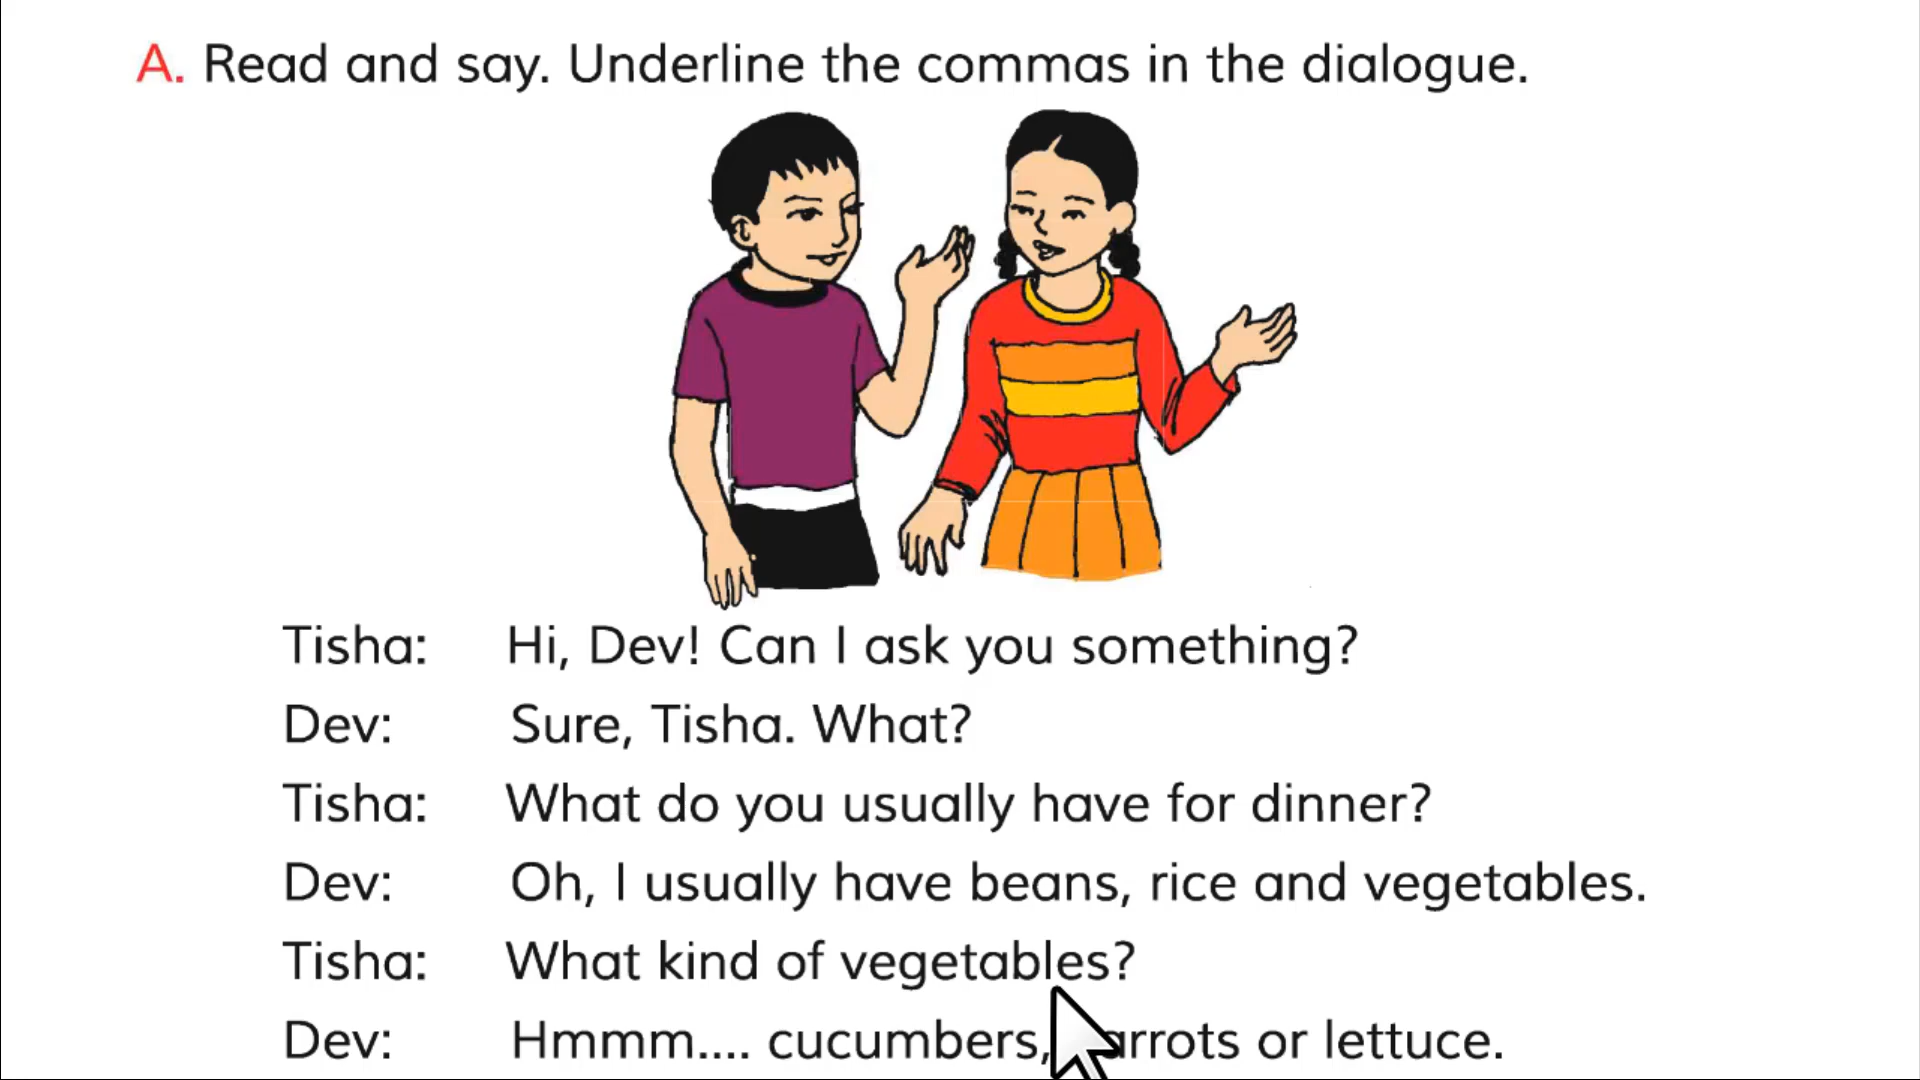 A. Read and say. Underline the commas in the dialogue.
Tisha: Hi, Dev! Can I ask you something?
Dev: Sure, Tisha. What?
Tisha: What do you usually have for dinner?
Dev: Oh, I usually have beans, rice and vegetables.
Tisha: What kind of vegetables?
Dev: Hmmm.... cucumbers, or lettuce.